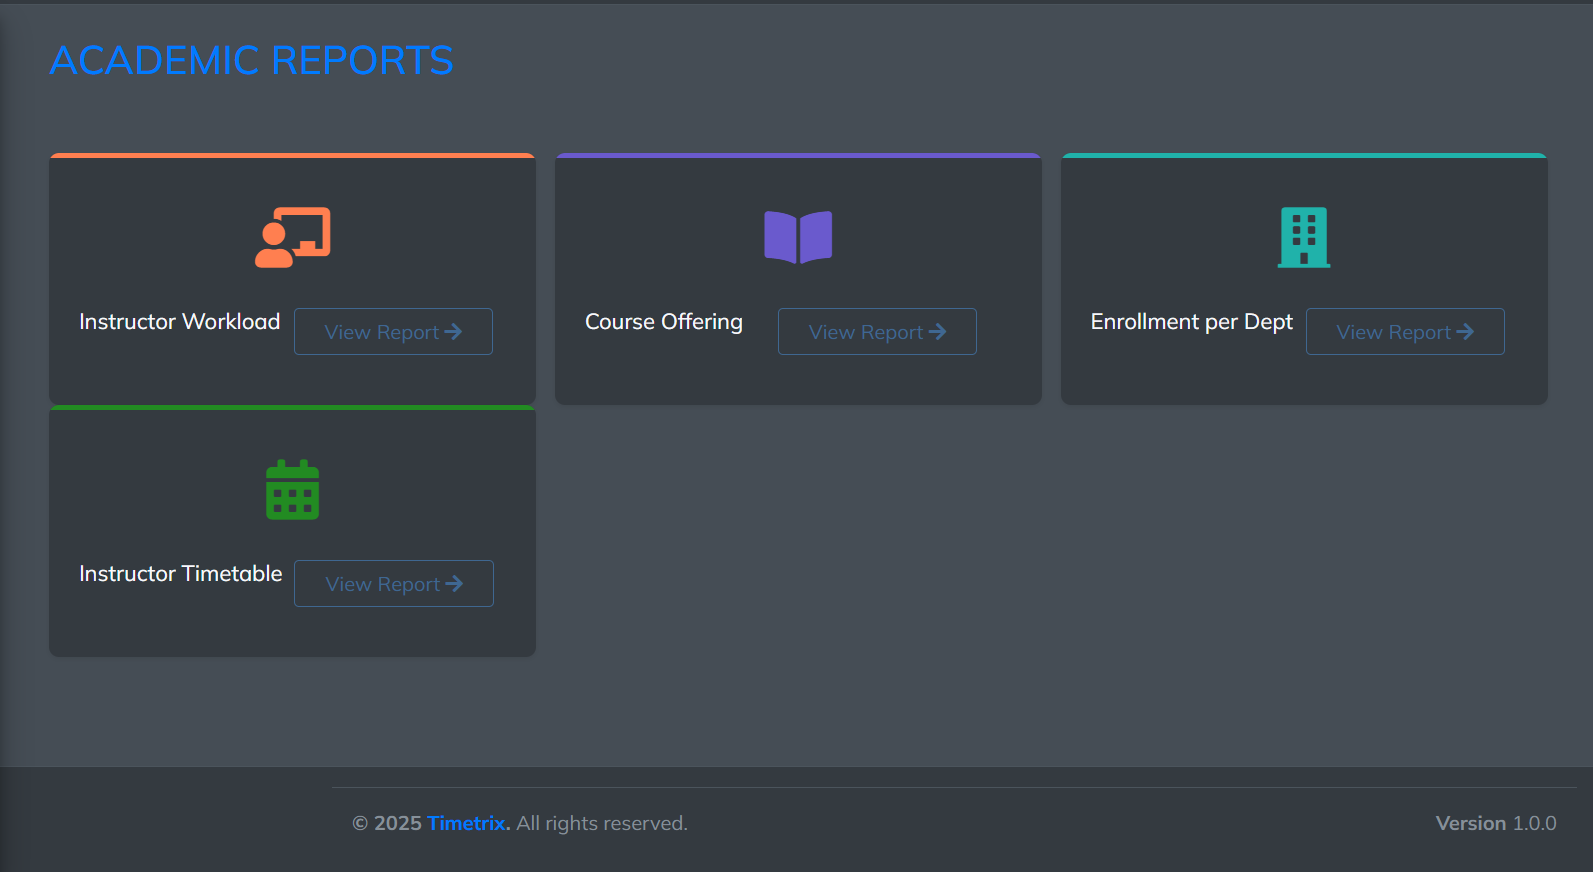 ACADEMIC REPORTS
Instructor Workload
View Report
Course Offering
View Report
Enrollment per Dept
View Report
Instructor Timetable
View Report
© 2025 Timetrix. All rights reserved.
Version 1.0.0